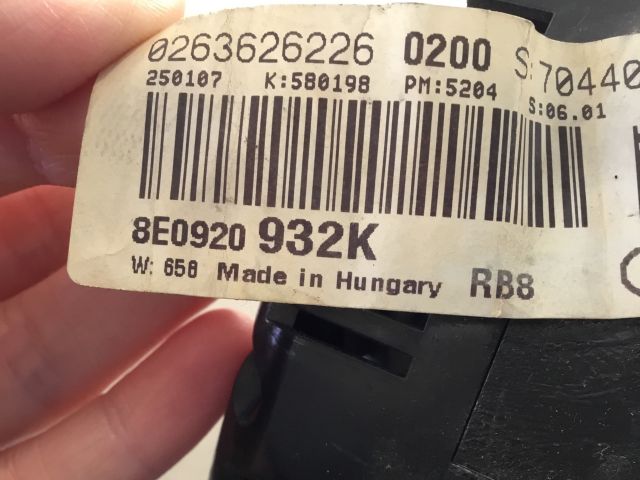 0263626226 0200 S:70440
250107 K:580198 PM:5204 S:06.01
8E0920 932K
W: 658 Made in Hungary RB8